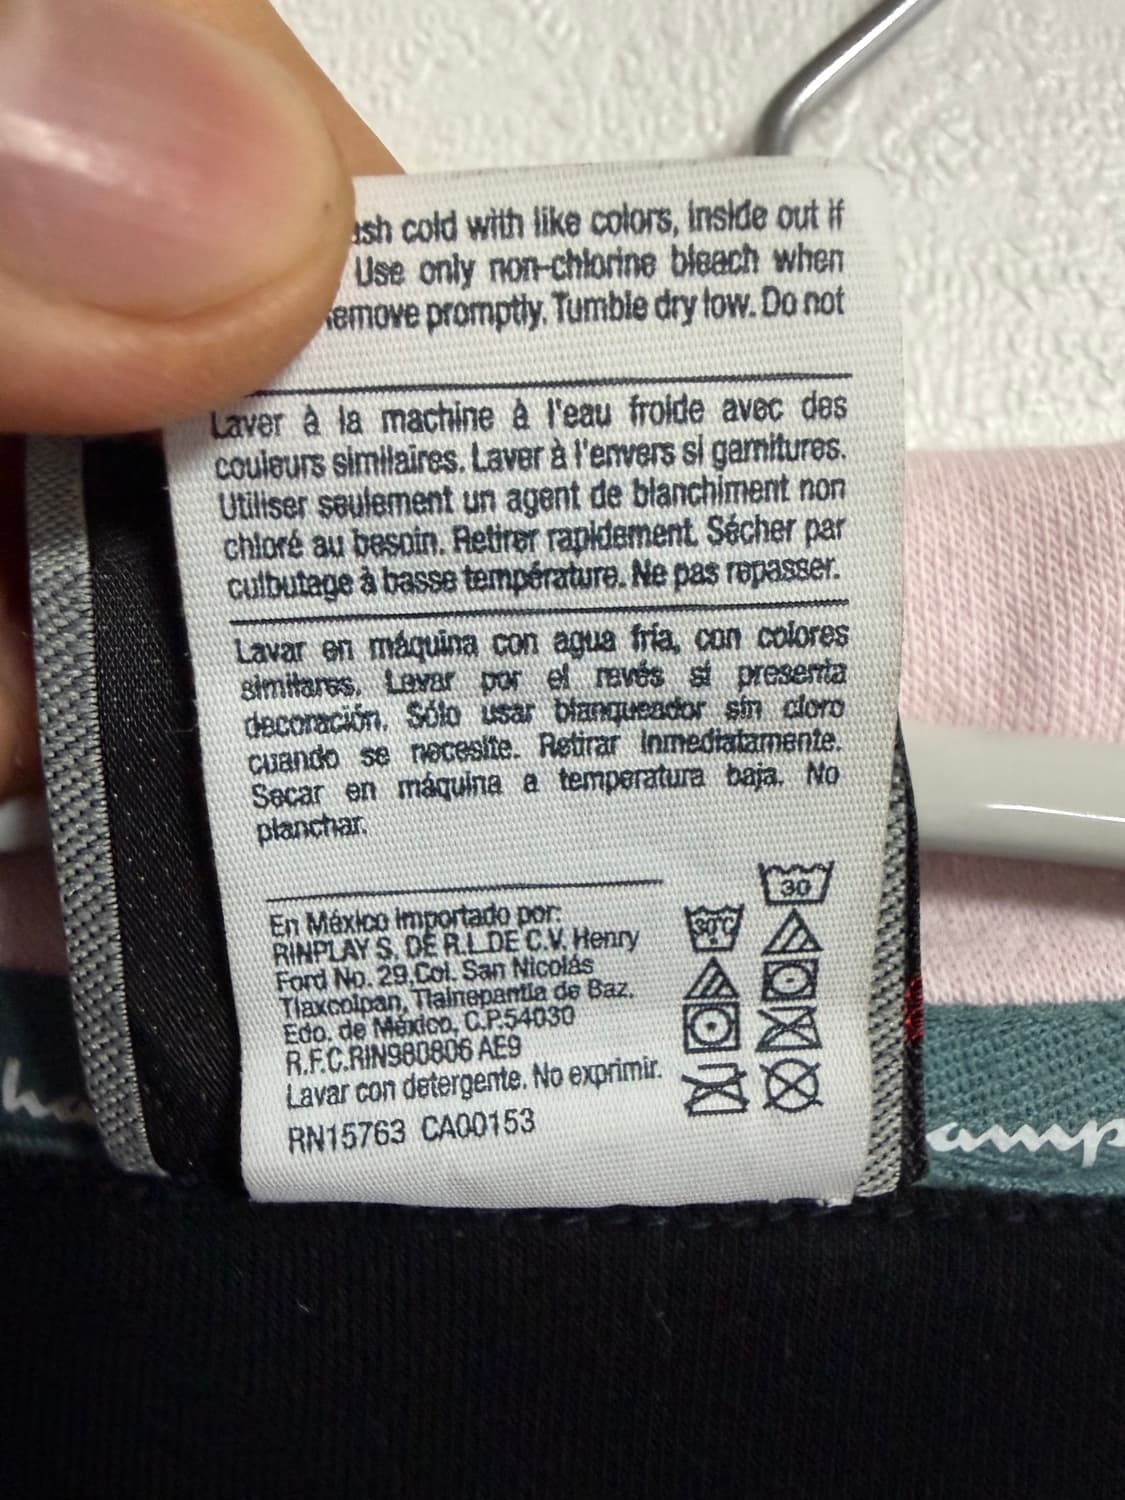 ash cold with like colors, inside out if
Use only non-chlorine bleach when
remove promptly. Tumble dry low. Do not
Laver à la machine à l'eau froide avec des
couleurs similaires. Laver à l'envers si garnitures.
Utiliser seulement un agent de blanchiment non
chloré au besoin. Retirer rapidement. Sécher par
culbutage à basse température. Ne pas repasser.
Lavar en máquina con agua fría, con colores
similares. Lavar por el revés si presenta
decoración. Sólo usar blanqueador sin cloro
cuando se necesite. Retirar inmediatamente.
Secar en máquina a temperatura baja. No
planchar.
En México Importado por:
RINPLAY S. DE R.L.DE C.V. Henry
Ford No. 29,Col. San Nicolás
Tlaxcolpan, Tlalnepantla de Baz,
Edo. de México, C.P.54030
R.F.C.RIN980806 AE9
Lavar con detergente. No exprimir.
RN15763 CA00153
30
30°C
ha
amp